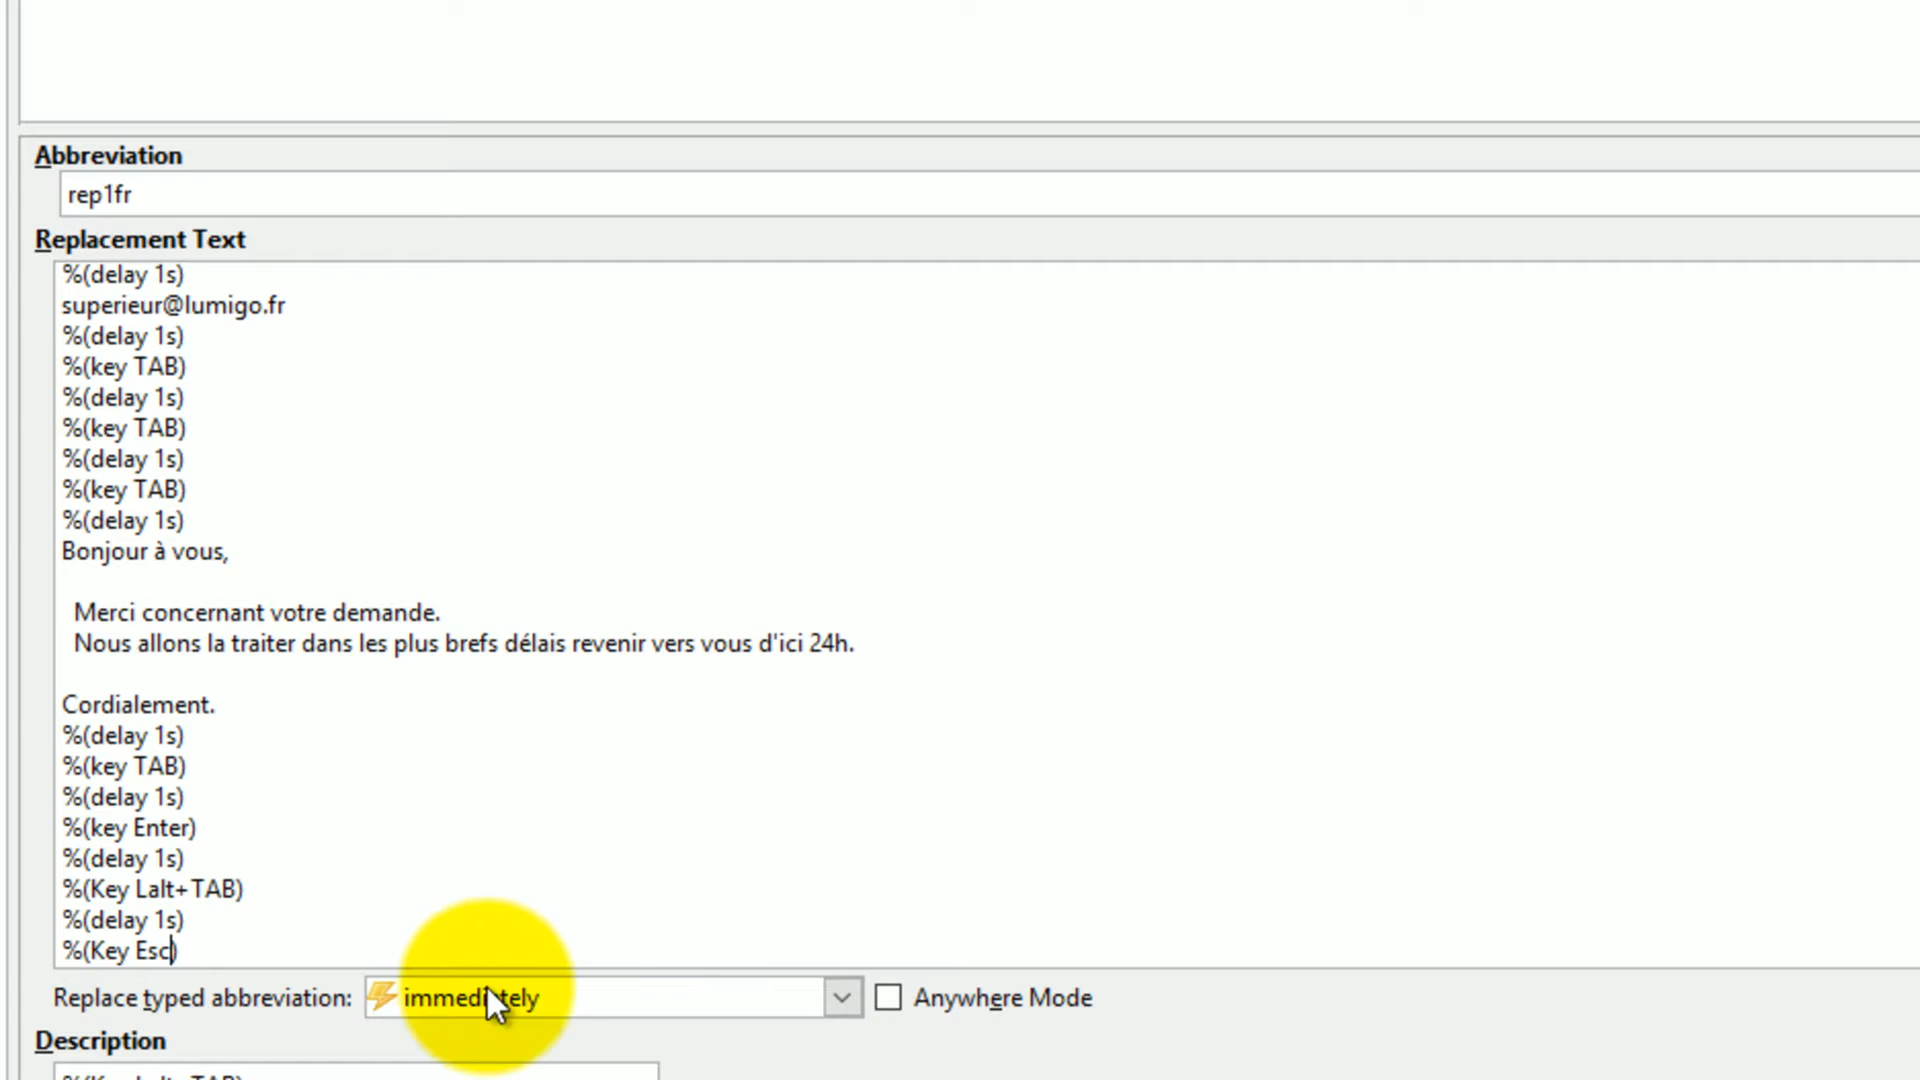 Abbreviation
rep1fr
Replacement Text
%(delay 1s)
superieur@lumigo.fr
%(delay 1s)
%(key TAB)
%(delay 1s)
%(key TAB)
%(delay 1s)
%(key TAB)
%(delay 1s)
Bonjour à vous,
Merci concernant votre demande.
Nous allons la traiter dans les plus brefs délais revenir vers vous d'ici 24h.
Cordialement.
%(delay 1s)
%(key TAB)
%(delay 1s)
%(key Enter)
%(delay 1s)
%(Key Lalt+TAB)
%(delay 1s)
%(Key Esc)
Replace typed abbreviation: immediately Anywhere Mode
Description